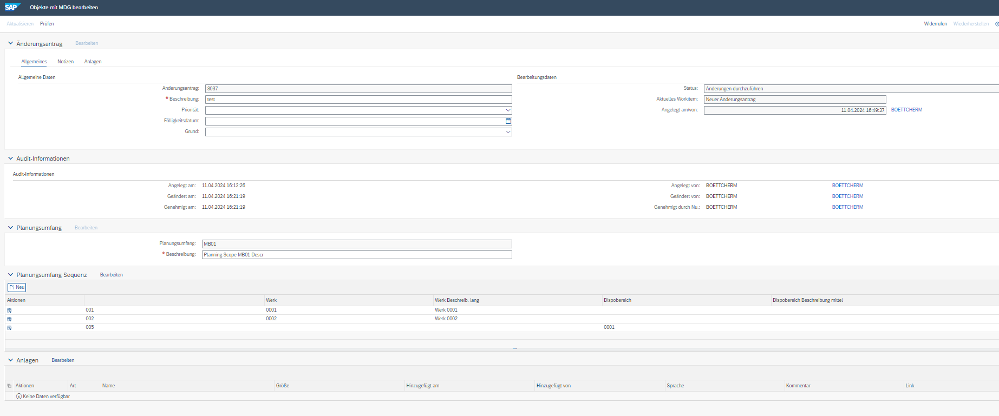 SAP Objekte mit MDG bearbeiten
Aktualisieren Prüfen Widerrufen Wiederherstellen
Änderungsantrag Bearbeiten
Allgemeines Notizen Anlagen
Allgemeine Daten
Änderungsantrag: 3037
* Beschreibung: test
Priorität:
Fälligkeitsdatum:
Grund:
Bearbeitungsdaten
Status: Änderungen durchzuführen
Aktuelles Workitem: Neuer Änderungsantrag
Angelegt am/von: 11.04.2024 16:49:37 BOETTCHERM
Audit-Informationen
Audit-Informationen
Angelegt am: 11.04.2024 16:12:26 Angelegt von: BOETTCHERM BOETTCHERM
Geändert am: 11.04.2024 16:21:19 Geändert von: BOETTCHERM BOETTCHERM
Genehmigt am: 11.04.2024 16:21:19 Genehmigt durch Nu.: BOETTCHERM BOETTCHERM
Planungsumfang Bearbeiten
Planungsumfang: MB01
* Beschreibung: Planning Scope MB01 Descr
Planungsumfang Sequenz Bearbeiten
Neu
Aktionen Werk Werk Beschreib. lang Dispobereich Dispobereich Beschreibung mittel
001 0001 Werk 0001
002 0002 Werk 0002
005 0001
Anlagen Bearbeiten
Aktionen Art Name Größe Hinzugefügt am Hinzugefügt von Sprache Kommentar Link
Keine Daten verfügbar